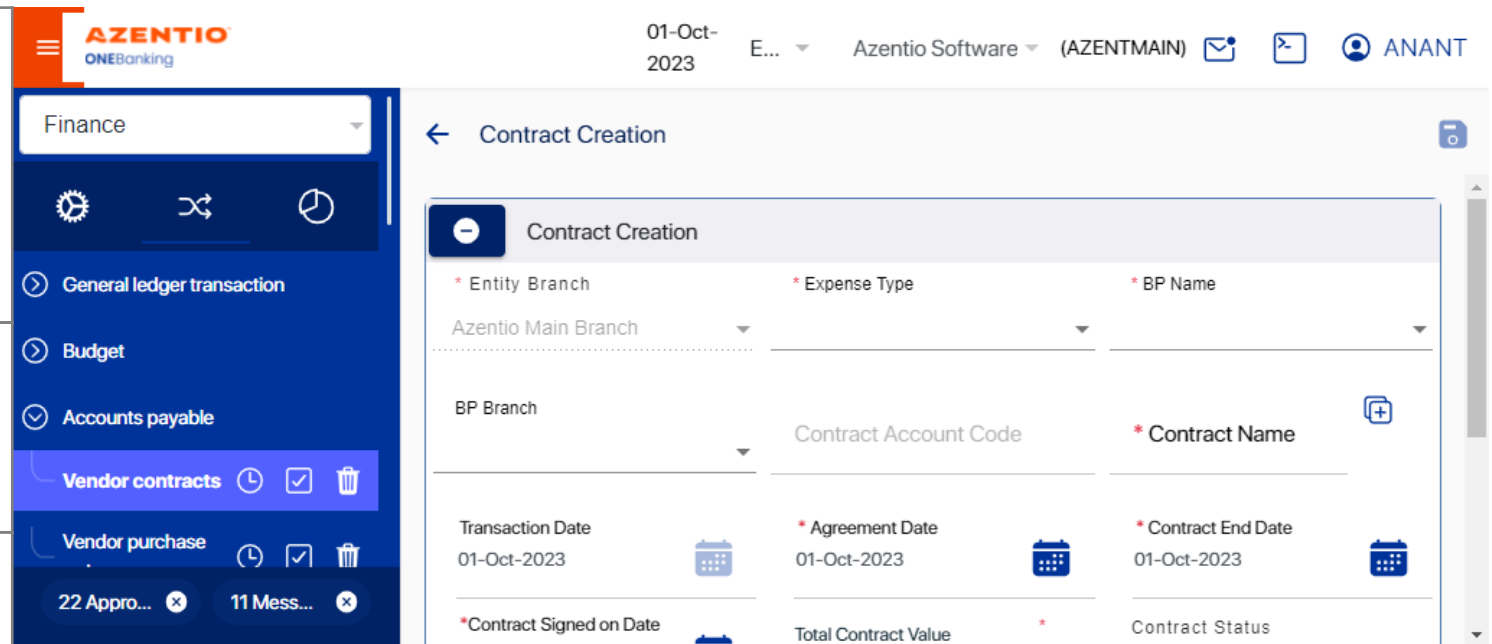 AZENTIO
ONEBanking
01-Oct-
2023
E...
Azentio Software
(AZENTMAIN)
ANANT
Finance
General ledger transaction
Budget
Accounts payable
Vendor contracts
Vendor purchase
22 Appro...
11 Mess...
Contract Creation
Contract Creation
* Entity Branch
* Expense Type
* BP Name
Azentio Main Branch
BP Branch
Contract Account Code
* Contract Name
Transaction Date
* Agreement Date
* Contract End Date
01-Oct-2023
01-Oct-2023
01-Oct-2023
*Contract Signed on Date
Total Contract Value *
Contract Status